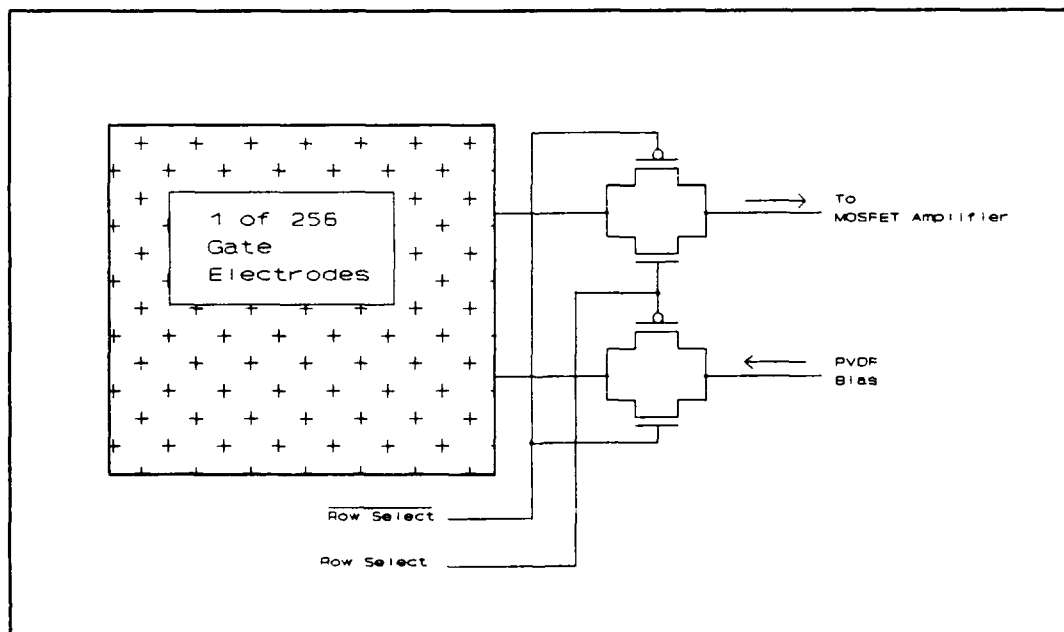 1 of 256
Gate
Electrodes
To
MOSFET Amplifier
PVDF
Bias
Row Select
Row Select